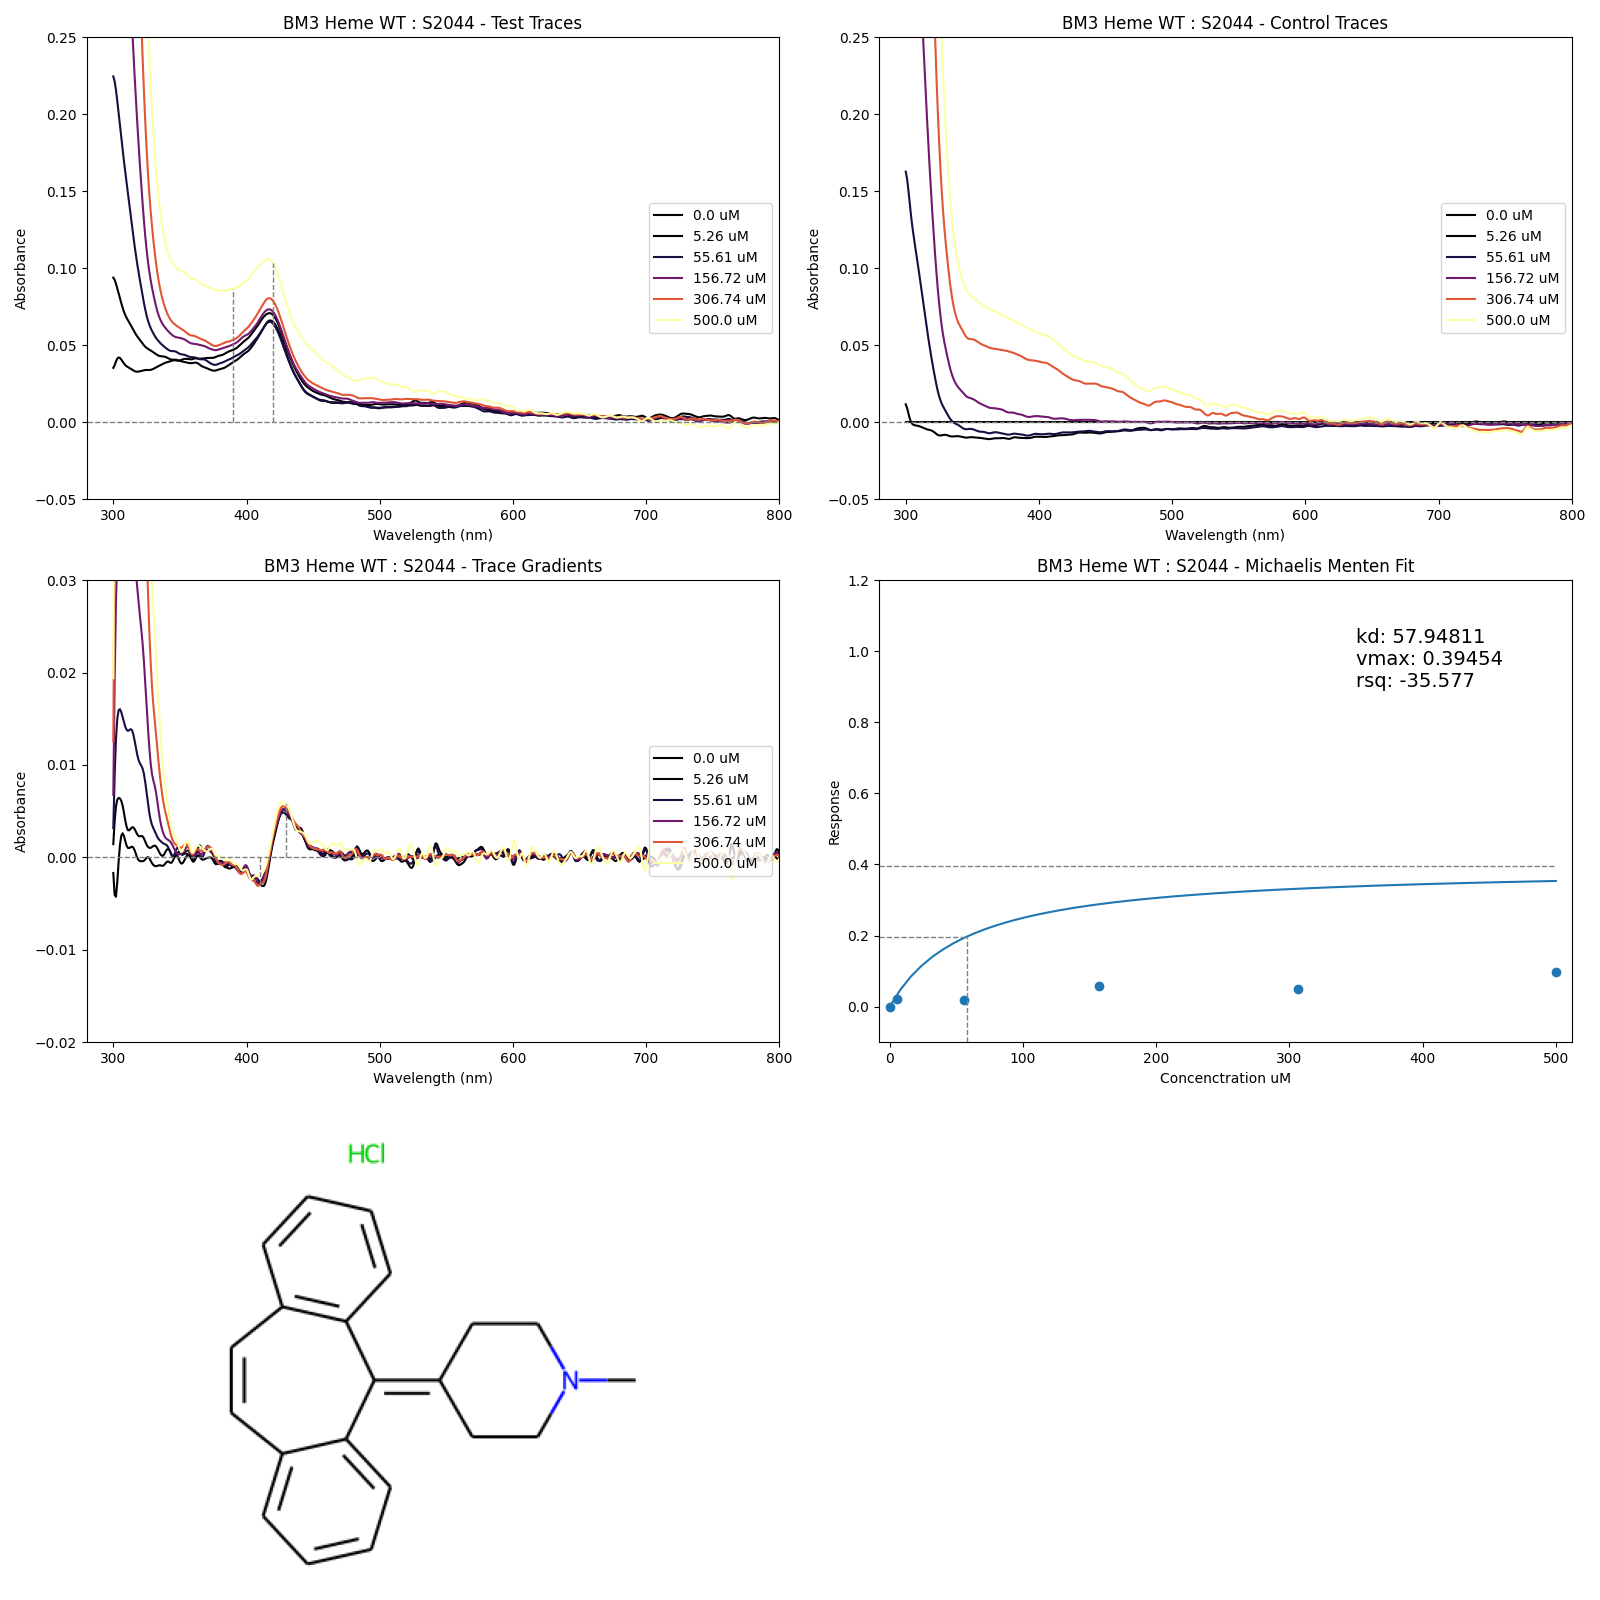 BM3 Heme WT : S2044 - Test Traces
0.25
0.20
0.15
0.10
0.05
0.00
−0.05
Absorbance
300 400 500 600 700 800
Wavelength (nm)
0.0 uM
5.26 uM
55.61 uM
156.72 uM
306.74 uM
500.0 uM
BM3 Heme WT : S2044 - Control Traces
0.25
0.20
0.15
0.10
0.05
0.00
−0.05
Absorbance
300 400 500 600 700 800
Wavelength (nm)
0.0 uM
5.26 uM
55.61 uM
156.72 uM
306.74 uM
500.0 uM
BM3 Heme WT : S2044 - Trace Gradients
0.03
0.02
0.01
0.00
−0.01
−0.02
Absorbance
300 400 500 600 700 800
Wavelength (nm)
0.0 uM
5.26 uM
55.61 uM
156.72 uM
306.74 uM
500.0 uM
BM3 Heme WT : S2044 - Michaelis Menten Fit
1.2
1.0
0.8
0.6
0.4
0.2
0.0
Response
0 100 200 300 400 500
Concenctration uM
kd: 57.94811
vmax: 0.39454
rsq: -35.577
HCl
N